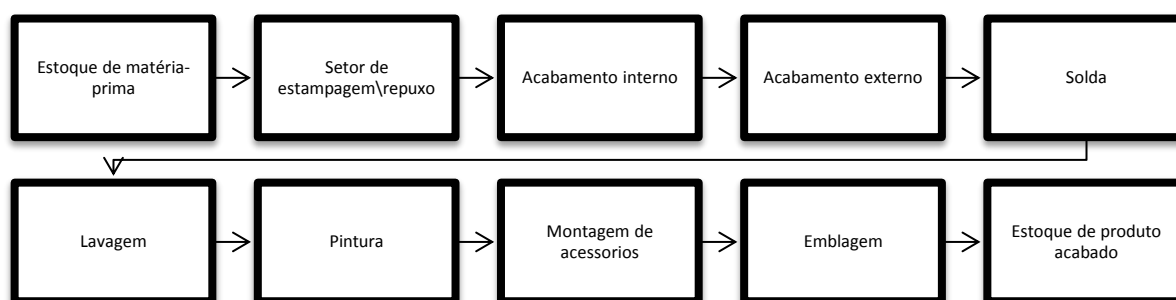 Estoque de matéria-
prima
Setor de
estampagem\repuxo
Acabamento interno
Acabamento externo
Solda
Lavagem
Pintura
Montagem de
acessorios
Emblagem
Estoque de produto
acabado